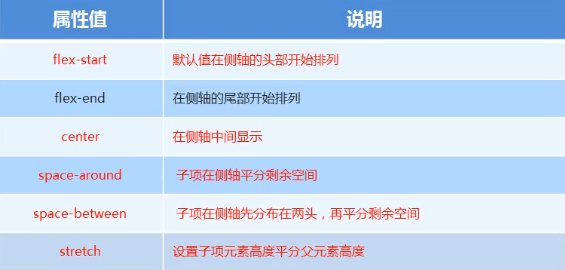 属性值 说明
flex-start 默认值在侧轴的头部开始排列
flex-end 在侧轴的尾部开始排列
center 在侧轴中间显示
space-around 子项在侧轴平分剩余空间
space-between 子项在侧轴先分布在两头，再平分剩余空间
stretch 设置子项元素高度平分父元素高度